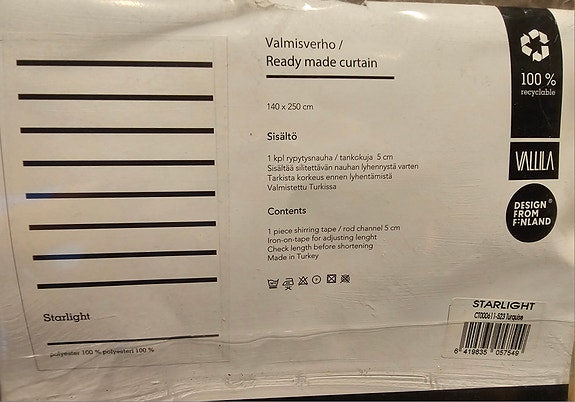 Valmisverho /
Ready made curtain
140 x 250 cm
Sisältö
1 kpl rypytysnauha / tankokuja 5 cm
Sisältää silitettävän nauhan lyhennystä varten
Tarkista korkeus ennen lyhentämistä
Valmistettu Turkissa
Contents
1 piece shirring tape / rod channel 5 cm
Iron-on-tape for adjusting lenght
Check length before shortening
Made in Turkey
Starlight
polyester 100 % polyesteri 100 %
100 %
recyclable
VALLILA
DESIGN
FROM
FINLAND
STARLIGHT
CT000611-523 Turquise
6 419835 057549